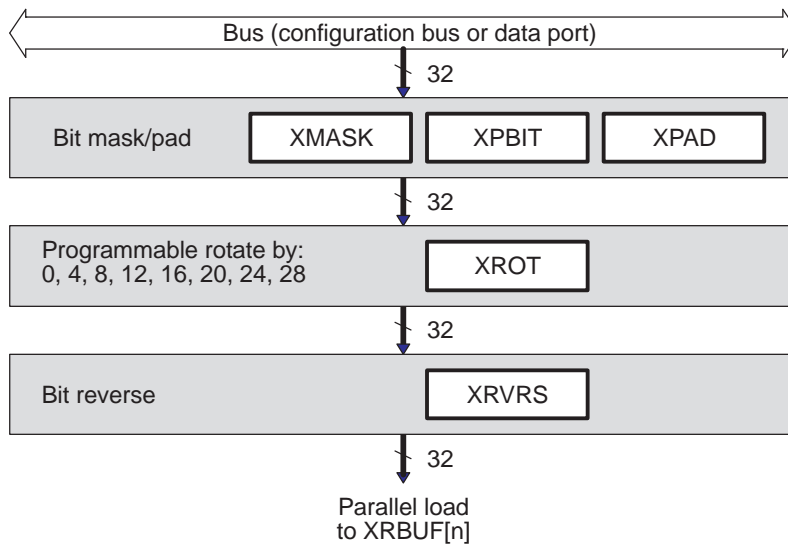 Bus (configuration bus or data port)
32
Bit mask/pad XMASK XPBIT XPAD
32
Programmable rotate by:
0, 4, 8, 12, 16, 20, 24, 28
XROT
32
Bit reverse XRVRS
32
Parallel load
to XRBUF[n]